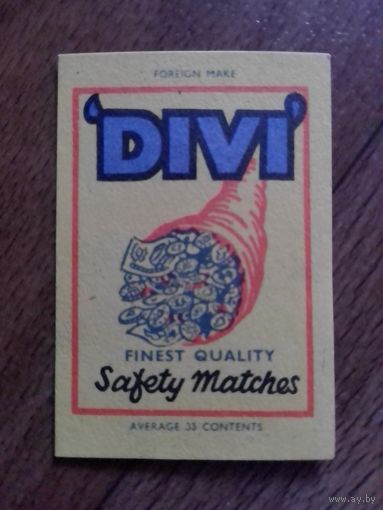 FOREIGN MAKE
'DIVI'
FINEST QUALITY
Safety Matches
AVERAGE 33 CONTENTS
www.ay.by